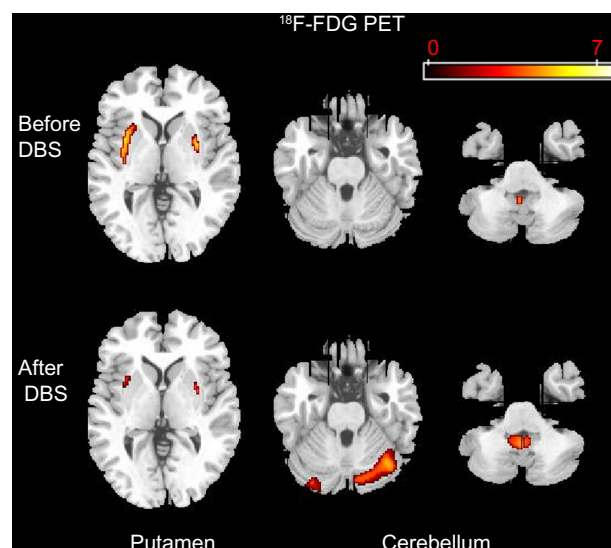 ¹⁸F-FDG PET
0 7
Before
DBS
After
DBS
Putamen Cerebellum